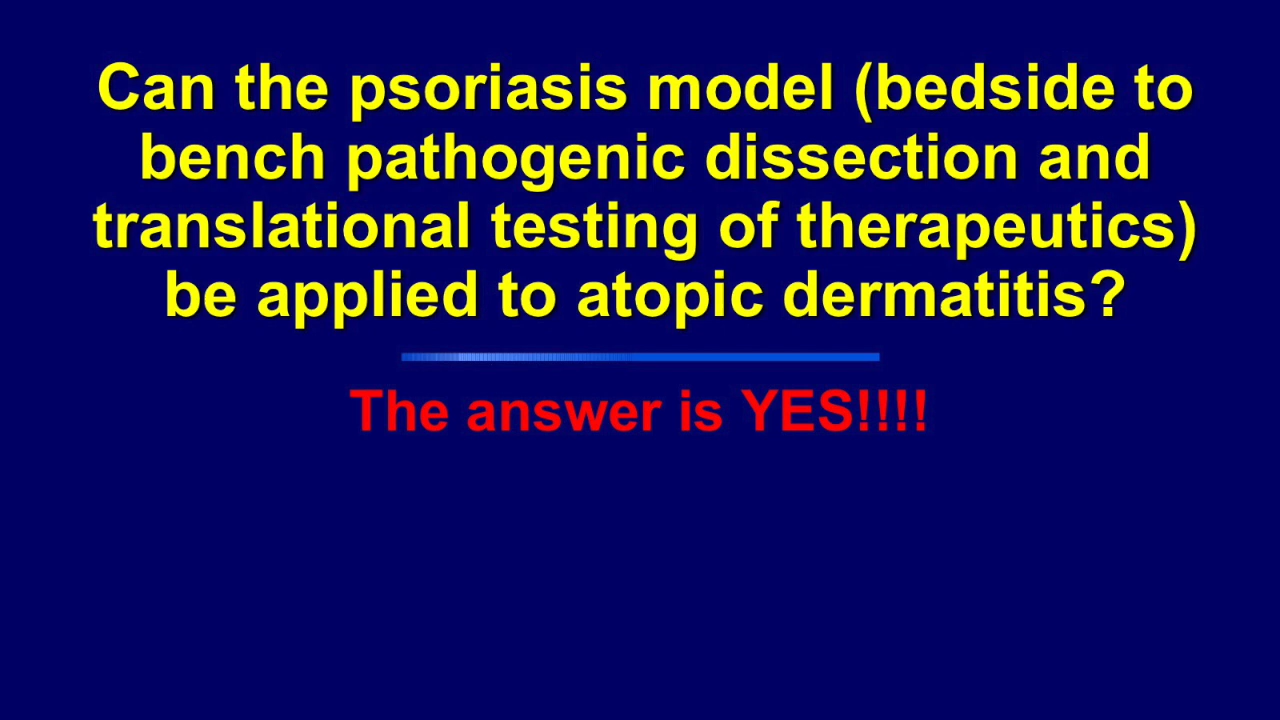 Can the psoriasis model (bedside to
bench pathogenic dissection and
translational testing of therapeutics)
be applied to atopic dermatitis?
The answer is YES!!!!